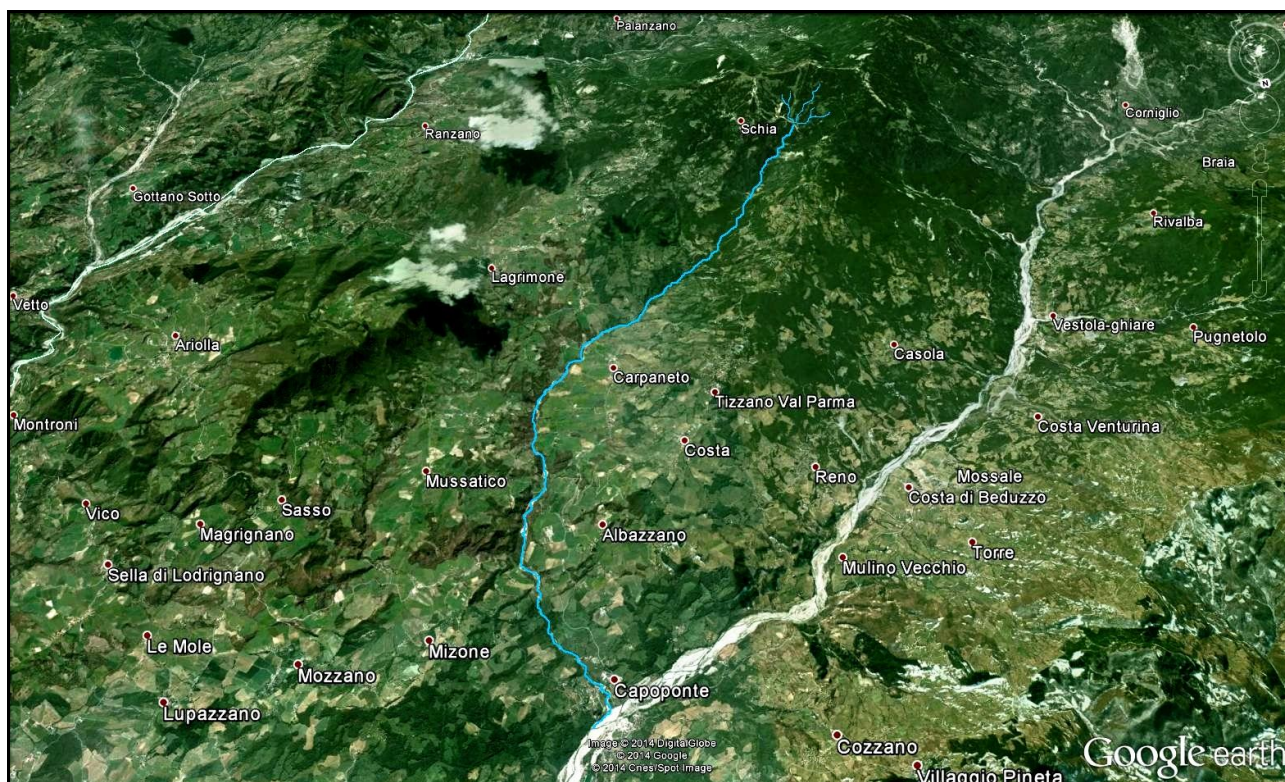 Palanzano
N
Schia
Corniglio
Ranzano
Braia
Gottano Sotto
Rivalba
Lagrimone
Vetto
Vestola-ghiare
Pugnetolo
Ariolla
Casola
Carpaneto
Tizzano Val Parma
Montroni
Costa Venturina
Costa
Mussatico
Reno
Mossale
Costa di Beduzzo
Vico
Sasso
Magrignano
Albazzano
Torre
Mulino Vecchio
Sella di Lodrignano
Le Mole
Mizone
Mozzano
Capoponte
Lupazzano
Cozzano
Image © 2014 DigitalGlobe
© 2014 Google
© 2014 Cnes/Spot Image
Google earth
Villaggio Pineta